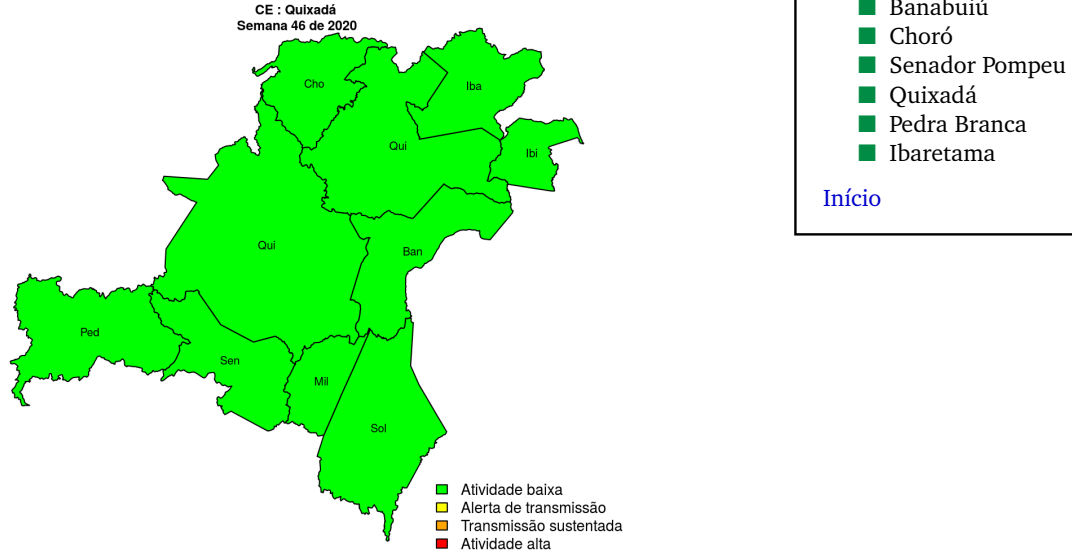 CE : Quixadá
Semana 46 de 2020
Cho
Iba
Qui
Ibi
Qui
Ban
Ped
Sen
Mil
Sol
Atividade baixa
Alerta de transmissão
Transmissão sustentada
Atividade alta
Banabuiú
Choró
Senador Pompeu
Quixadá
Pedra Branca
Ibaretama
Início